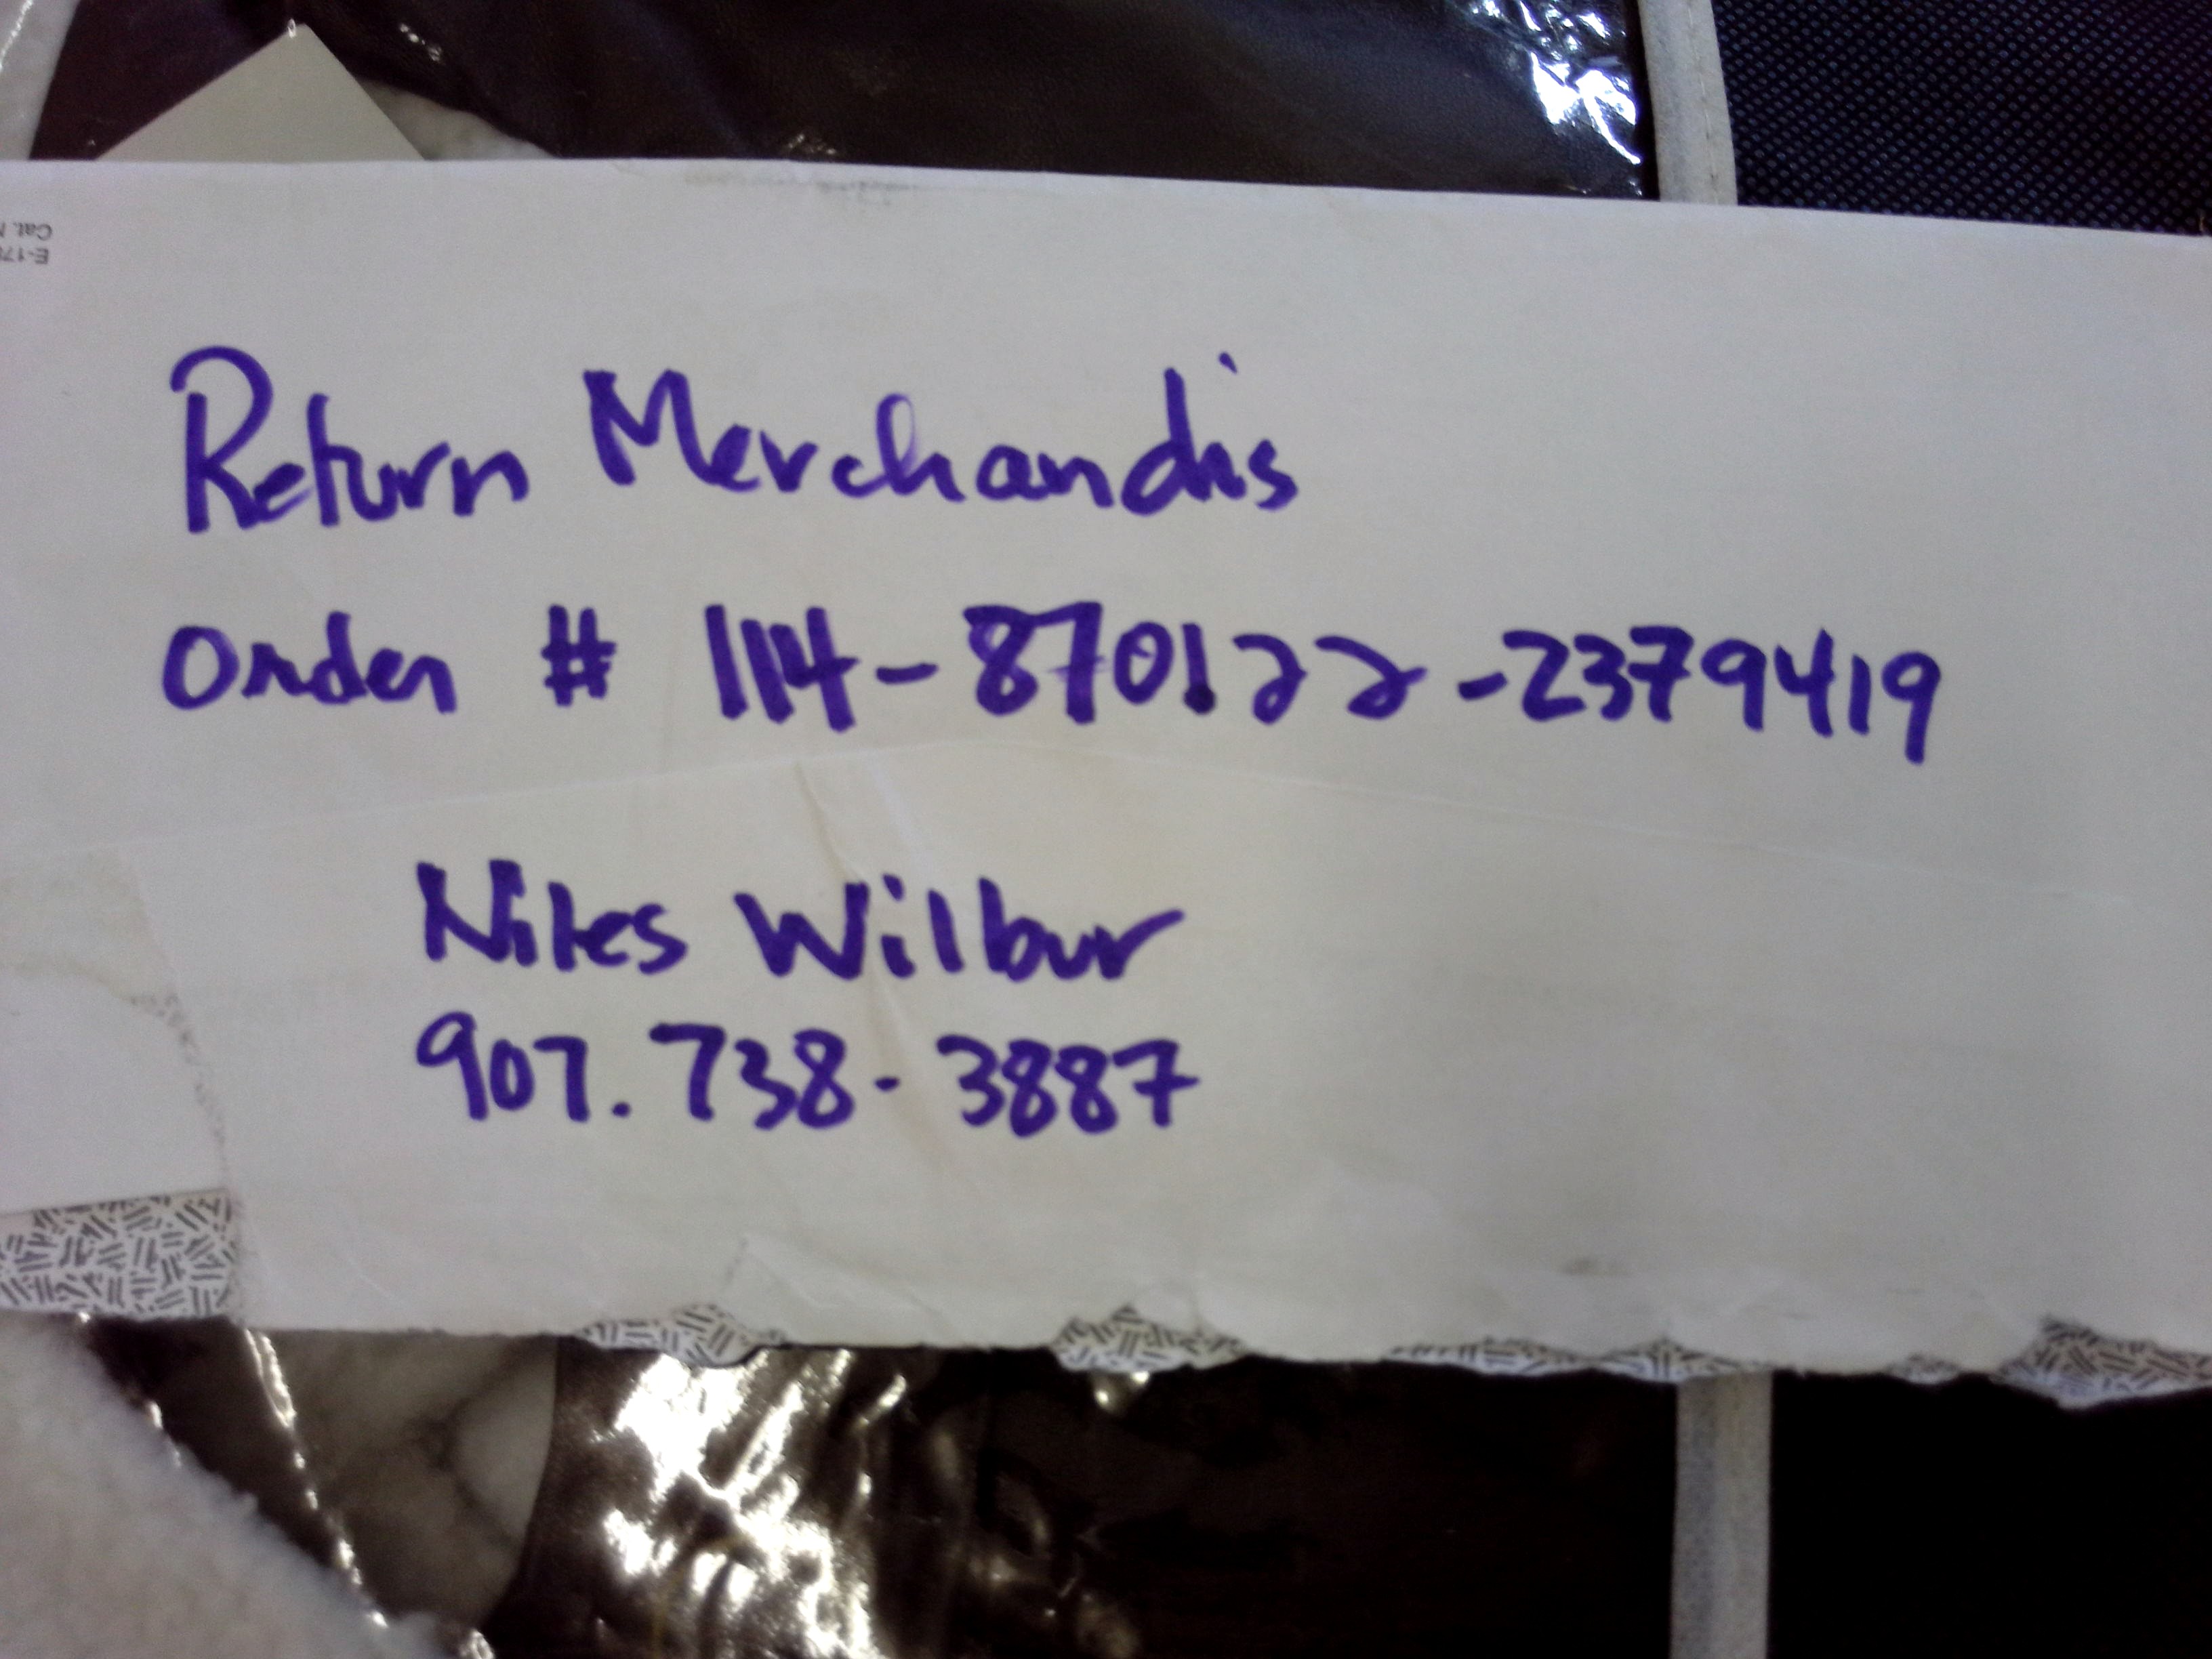 Return Merchandis
Order # 114-870122-2379419
Niles Wilbur
907.738-3887